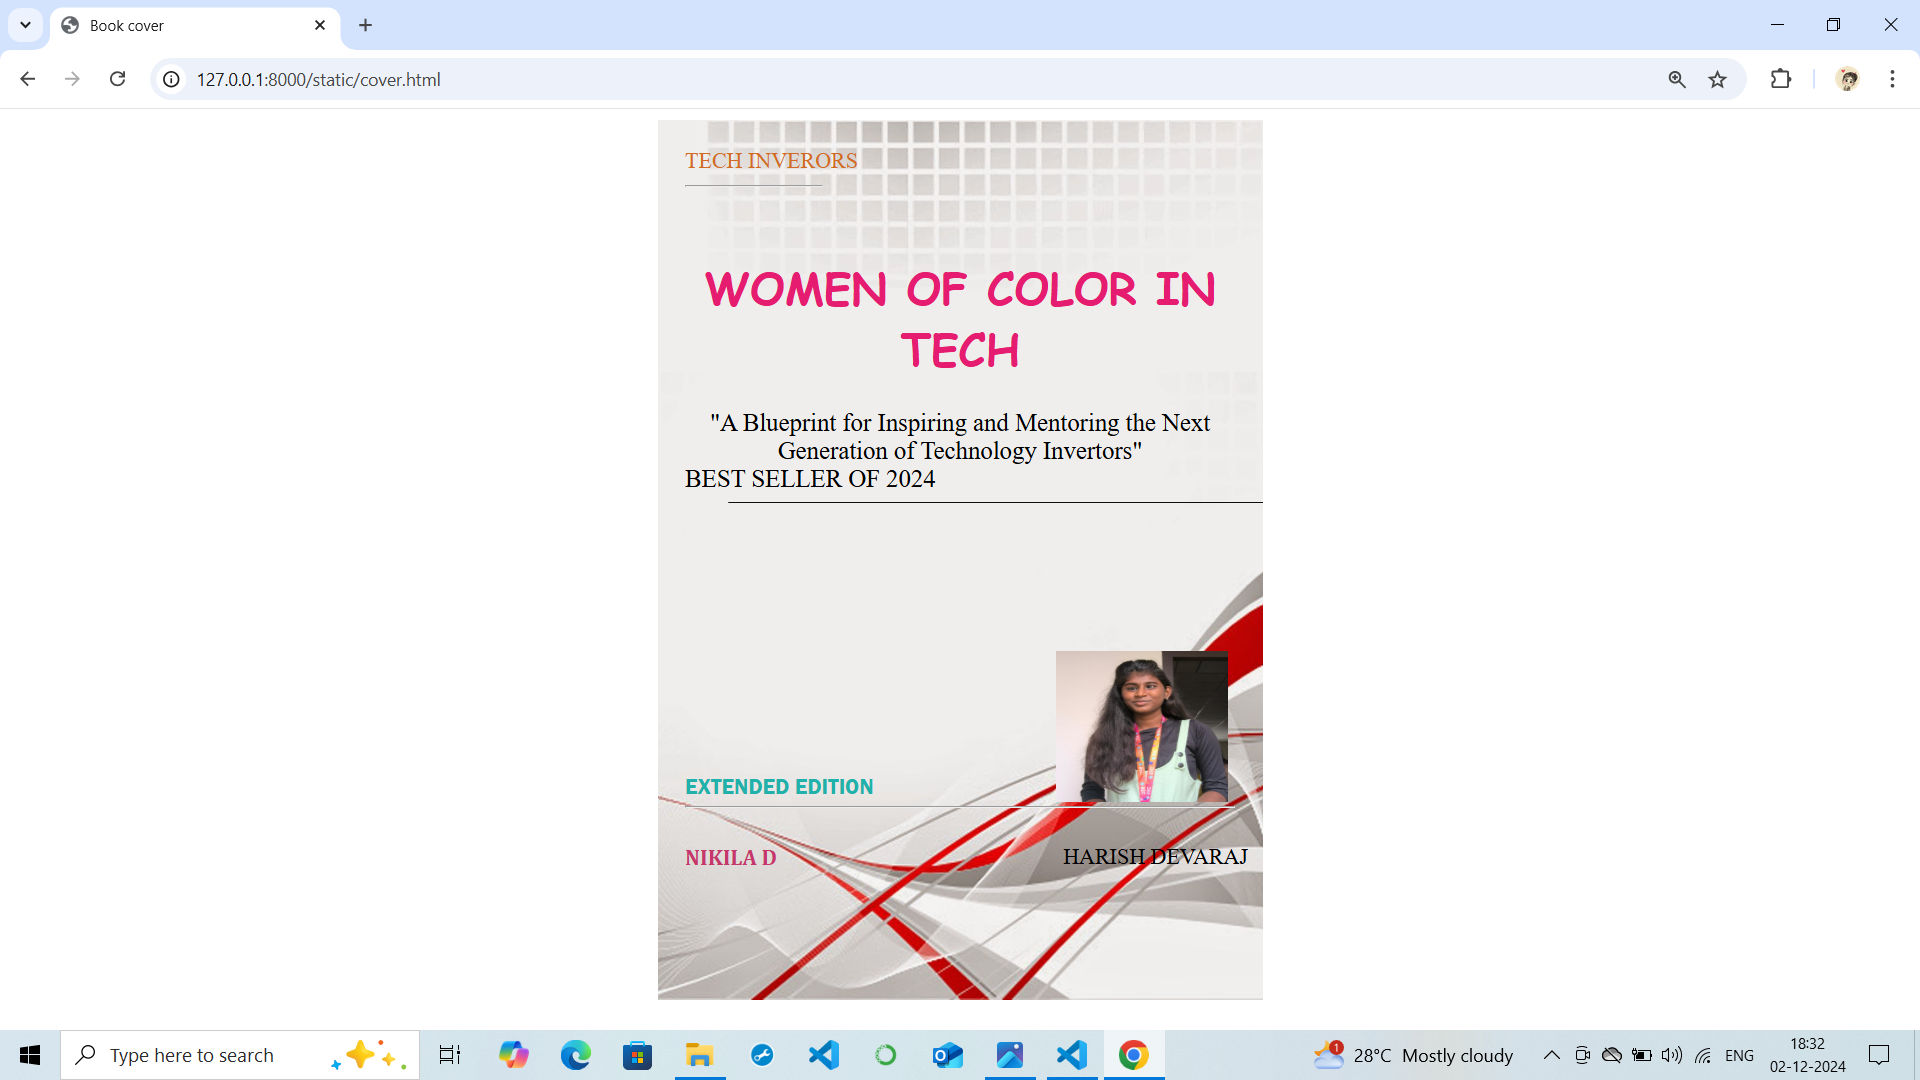 Book cover
127.0.0.1:8000/static/cover.html
TECH INVERORS
WOMEN OF COLOR IN
TECH
"A Blueprint for Inspiring and Mentoring the Next
Generation of Technology Invertors"
BEST SELLER OF 2024
EXTENDED EDITION
NIKILA D
HARISH DEVARAJ
Type here to search
1
28°C Mostly cloudy
ENG
18:32
02-12-2024